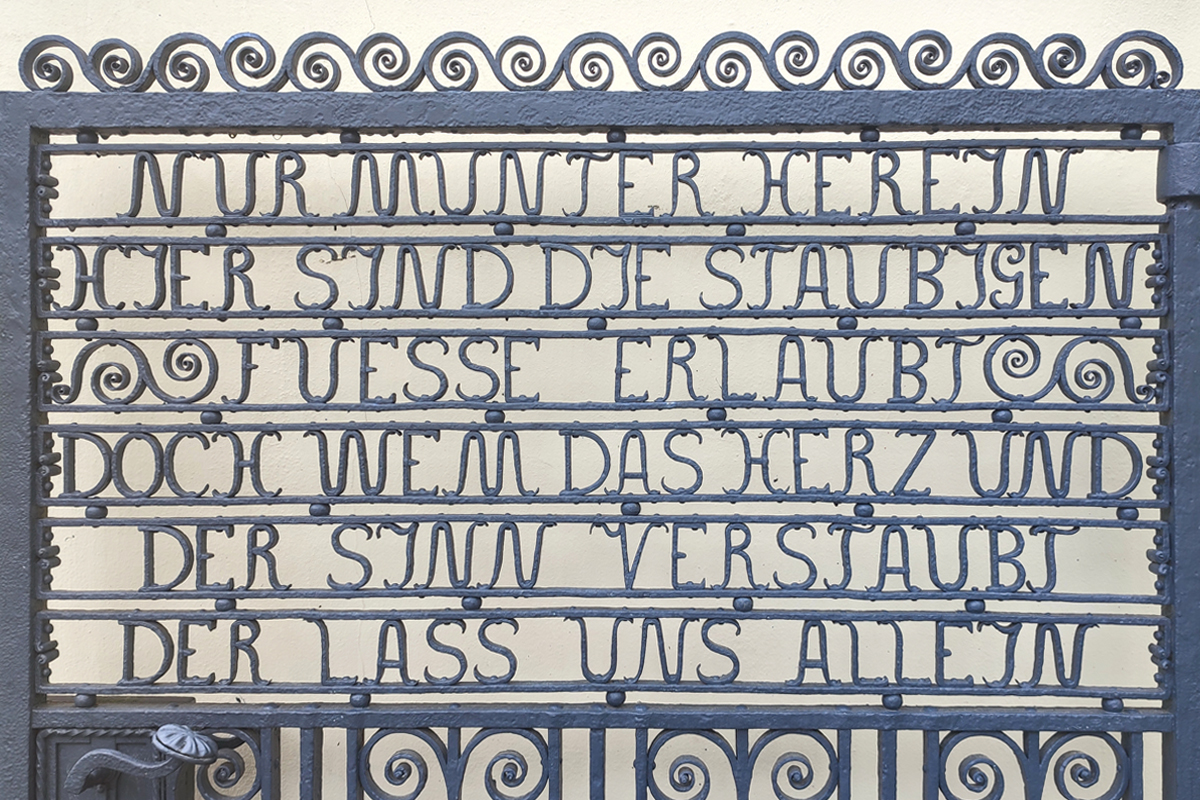 NUR MUNTER HEREIN
HIER SIND DIE STAUBIGEN
FUESSE ERLAUBT
DOCH WEM DAS HERZ UND
DER SINN VERSTAUBT
DER LASS UNS ALLEIN